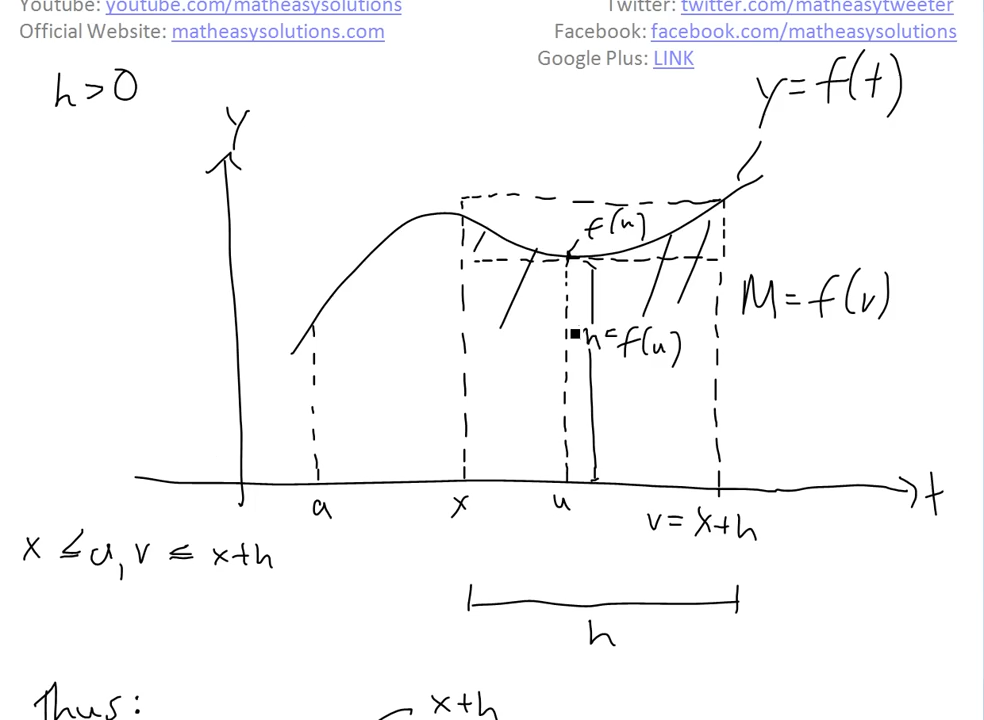 Youtube: youtube.com/matheasysolutions
Twitter: twitter.com/matheasytweeter
Official Website: matheasysolutions.com
Facebook: facebook.com/matheasysolutions
Google Plus: LINK
h>0
y=f(t)
y
f(u)
M=f(v)
=f(u)
a
x
u
t
v=x+h
x ≤ u, v ≤ x+h
h
Thus:
x+h